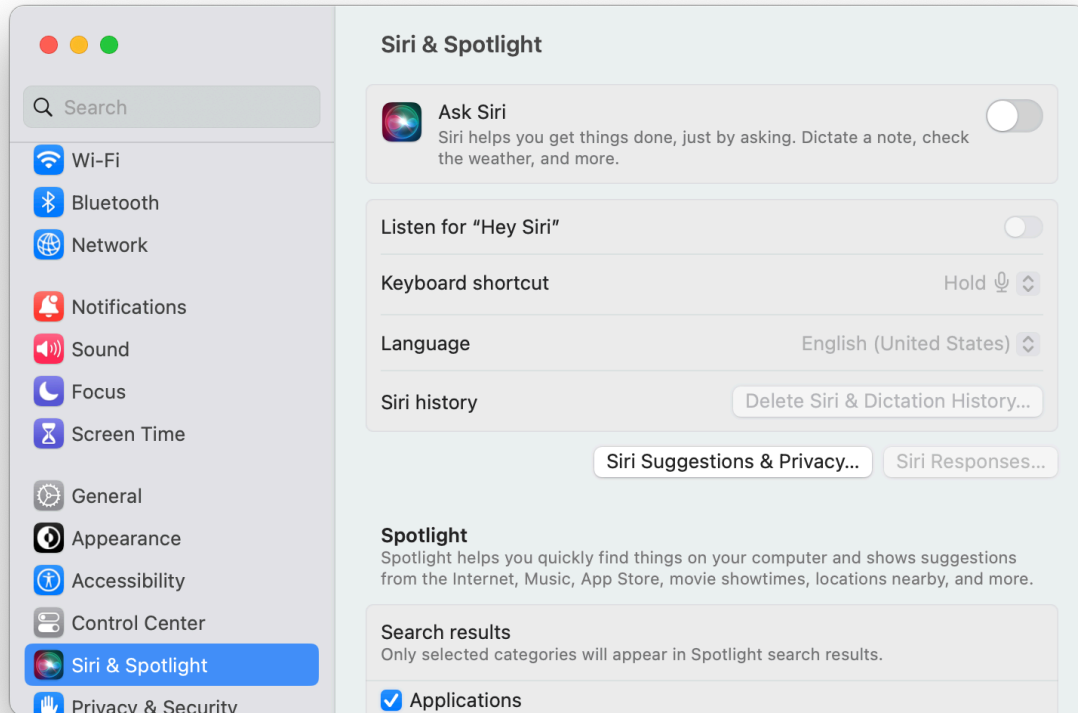 Search
Wi-Fi
Bluetooth
Network
Notifications
Sound
Focus
Screen Time
General
Appearance
Accessibility
Control Center
Siri & Spotlight
Privacy & Security
Siri & Spotlight
Ask Siri
Siri helps you get things done, just by asking. Dictate a note, check
the weather, and more.
Listen for “Hey Siri”
Keyboard shortcut
Hold
Language
English (United States)
Siri history
Delete Siri & Dictation History...
Siri Suggestions & Privacy...
Siri Responses...
Spotlight
Spotlight helps you quickly find things on your computer and shows suggestions
from the Internet, Music, App Store, movie showtimes, locations nearby, and more.
Search results
Only selected categories will appear in Spotlight search results.
Applications